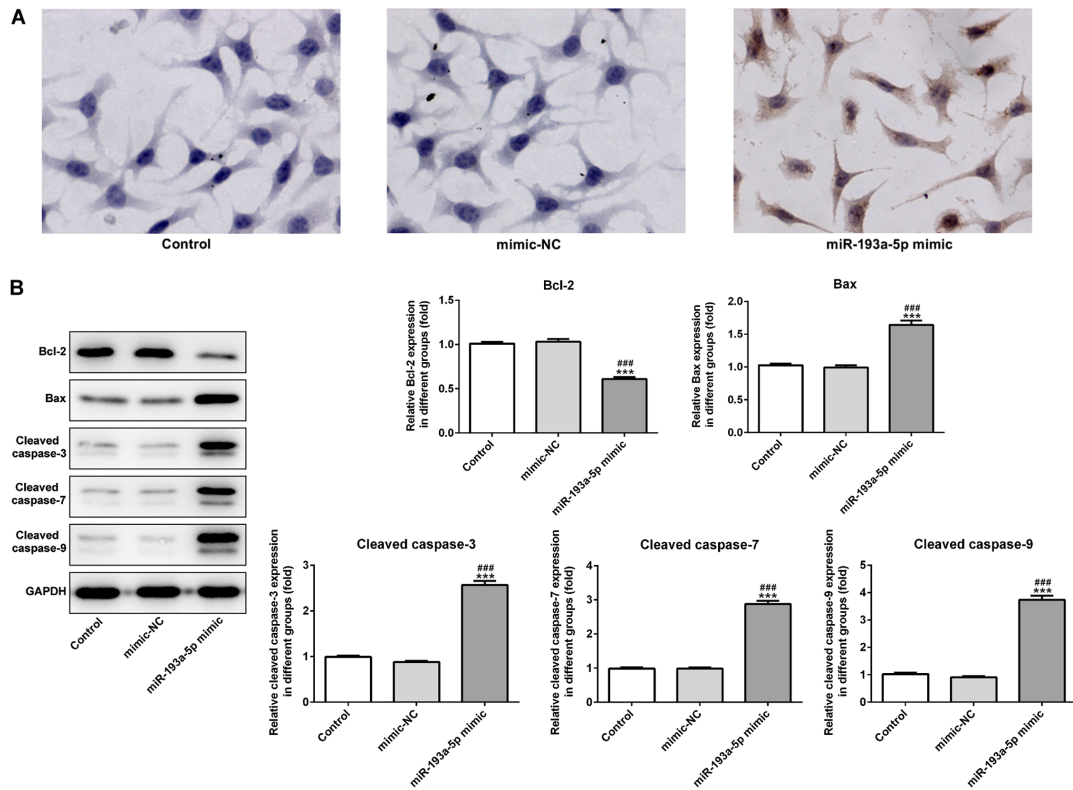 A
Control
mimic-NC
miR-193a-5p mimic
B
Bcl-2
Bax
Cleaved
caspase-3
Cleaved
caspase-7
Cleaved
caspase-9
GAPDH
Control
mimic-NC
miR-193a-5p mimic
Bcl-2
Relative Bcl-2 expression
in different groups (fold)
1.5
1.0
0.5
0.0
###
***
Control
mimic-NC
miR-193a-5p mimic
Bax
Relative Bax expression
in different groups (fold)
2.0
1.5
1.0
0.5
0.0
###
***
Control
mimic-NC
miR-193a-5p mimic
Cleaved caspase-3
Relative cleaved caspase-3 expression
in different groups (fold)
3
2
1
0
###
***
Control
mimic-NC
miR-193a-5p mimic
Cleaved caspase-7
Relative cleaved caspase-7 expression
in different groups (fold)
4
3
2
1
0
###
***
Control
mimic-NC
miR-193a-5p mimic
Cleaved caspase-9
Relative cleaved caspase-9 expression
in different groups (fold)
5
4
3
2
1
0
###
***
Control
mimic-NC
miR-193a-5p mimic